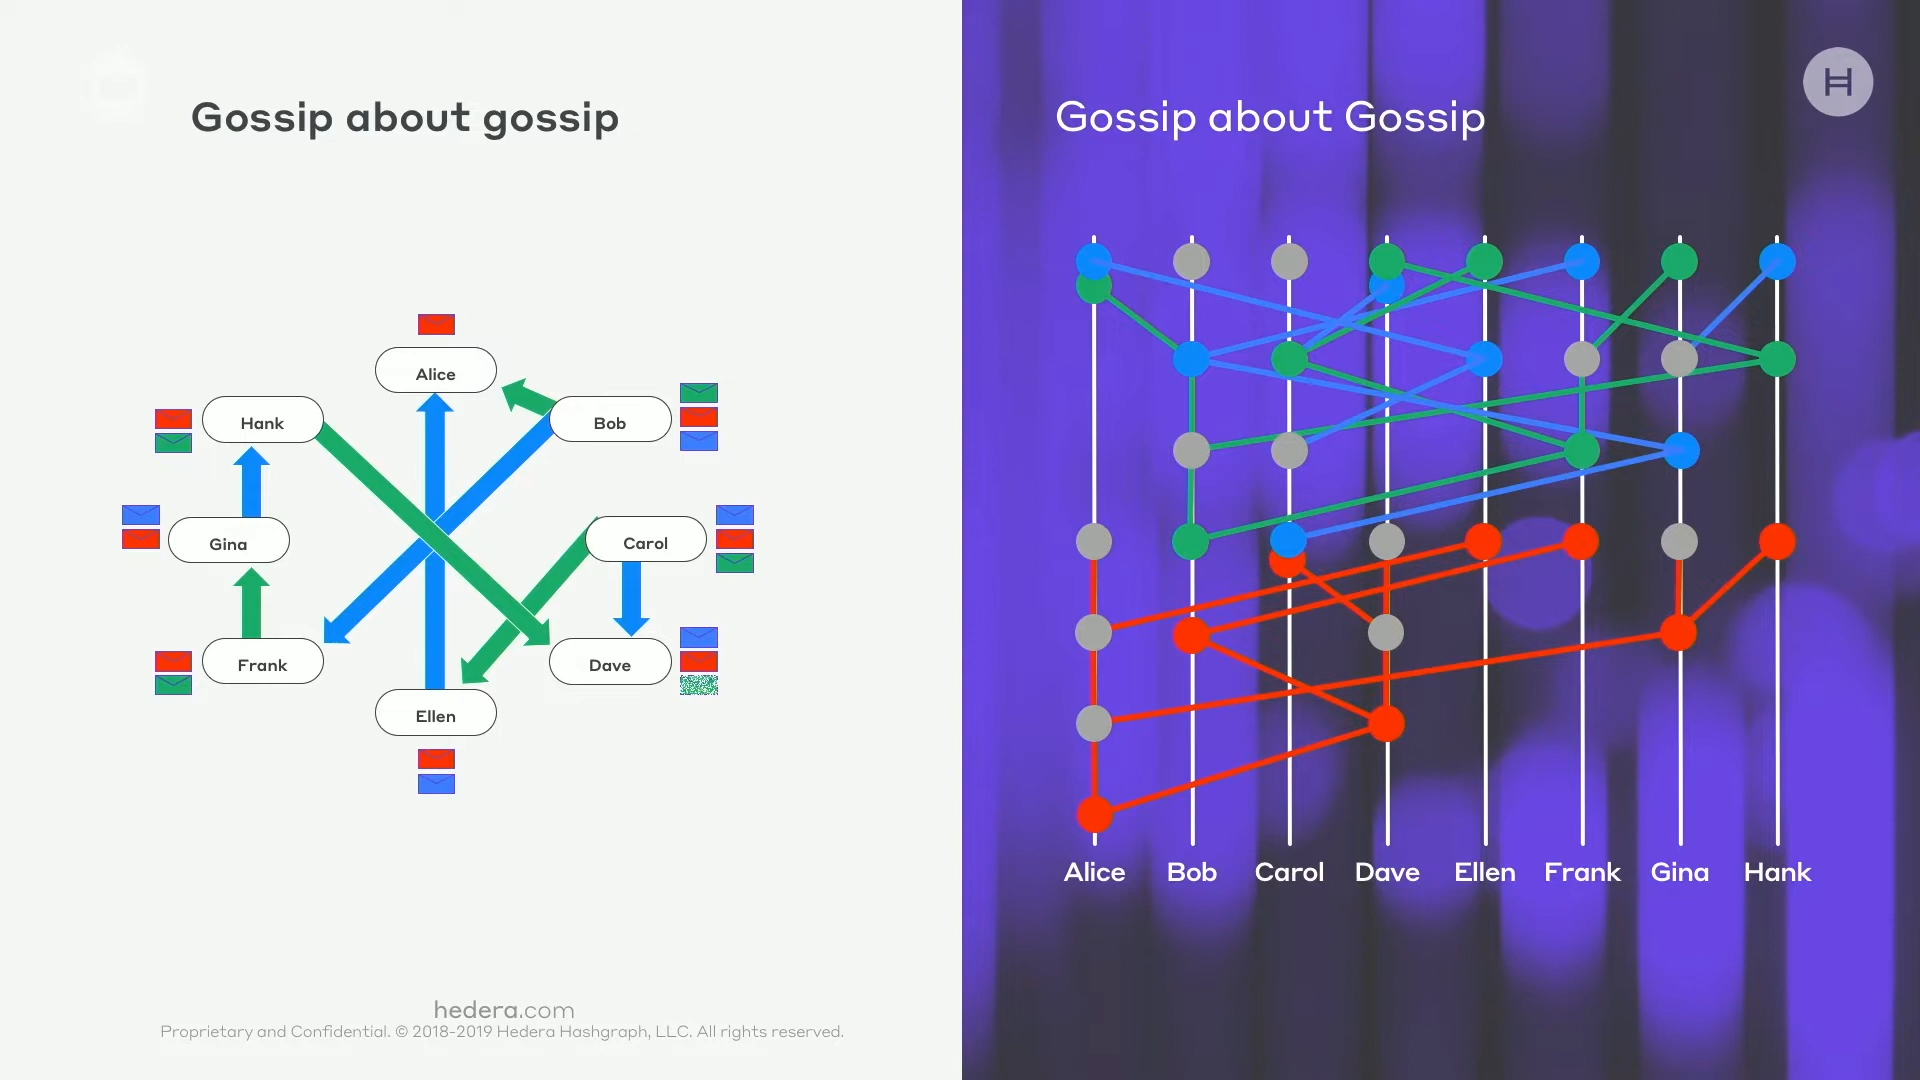 Gossip about gossip
Alice
Hank
Bob
Gina
Carol
Frank
Dave
Ellen
hedera.com
Proprietary and Confidential. © 2018-2019 Hedera Hashgraph, LLC. All rights reserved.
Gossip about Gossip
H
Alice Bob Carol Dave Ellen Frank Gina Hank